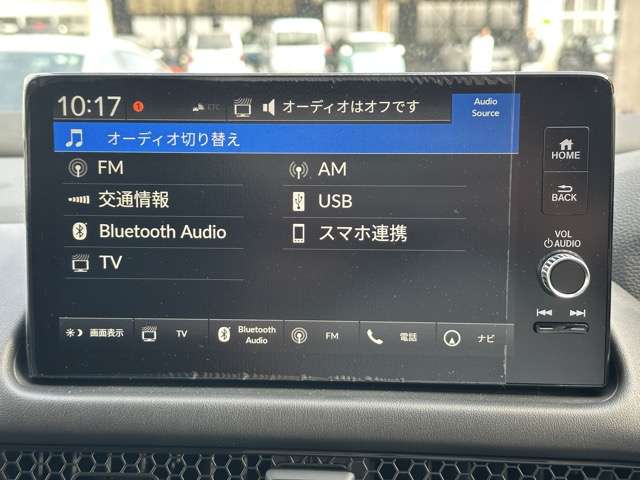 10:17 1 ETC オーディオはオフです Audio
Source
オーディオ切り替え
FM AM
交通情報 USB
Bluetooth Audio スマホ連携
TV
画面表示 TV Bluetooth
Audio FM 電話 ナビ
HOME
BACK
VOL
AUDIO